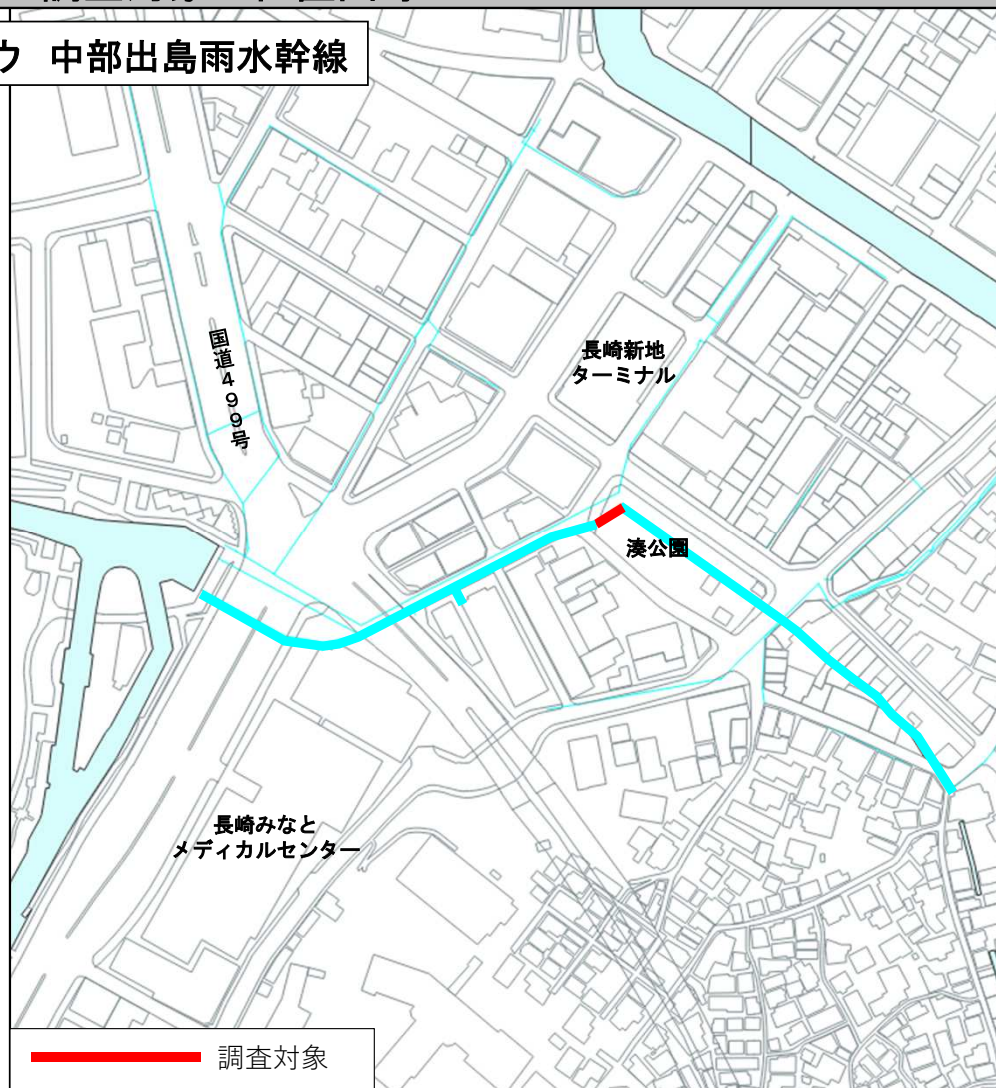 ウ 中部出島雨水幹線
国道499号
長崎新地
ターミナル
湊公園
長崎みなと
メディカルセンター
調査対象